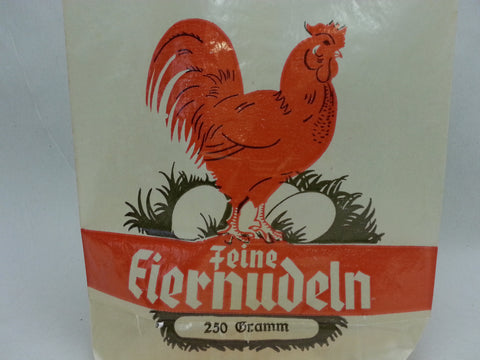 Feine
Eiernudeln
250 Gramm